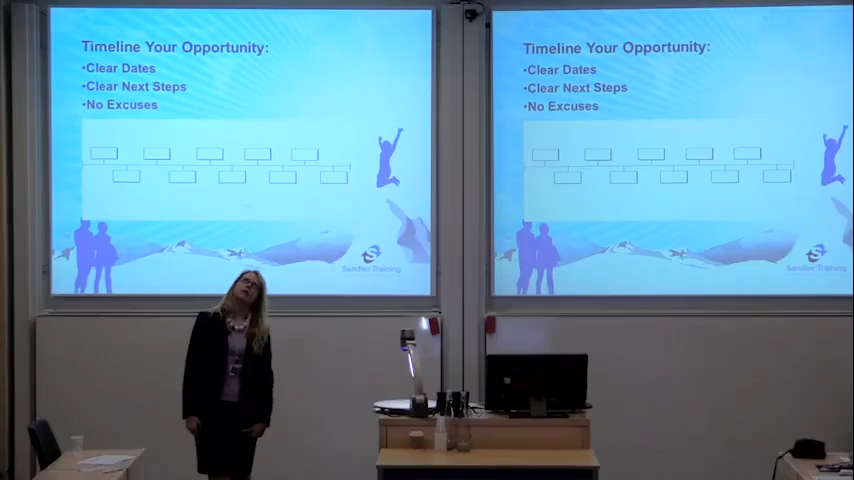 Timeline Your Opportunity:
•Clear Dates
•Clear Next Steps
•No Excuses
S
Sandler Training
Timeline Your Opportunity:
•Clear Dates
•Clear Next Steps
•No Excuses
S
Sandler Training